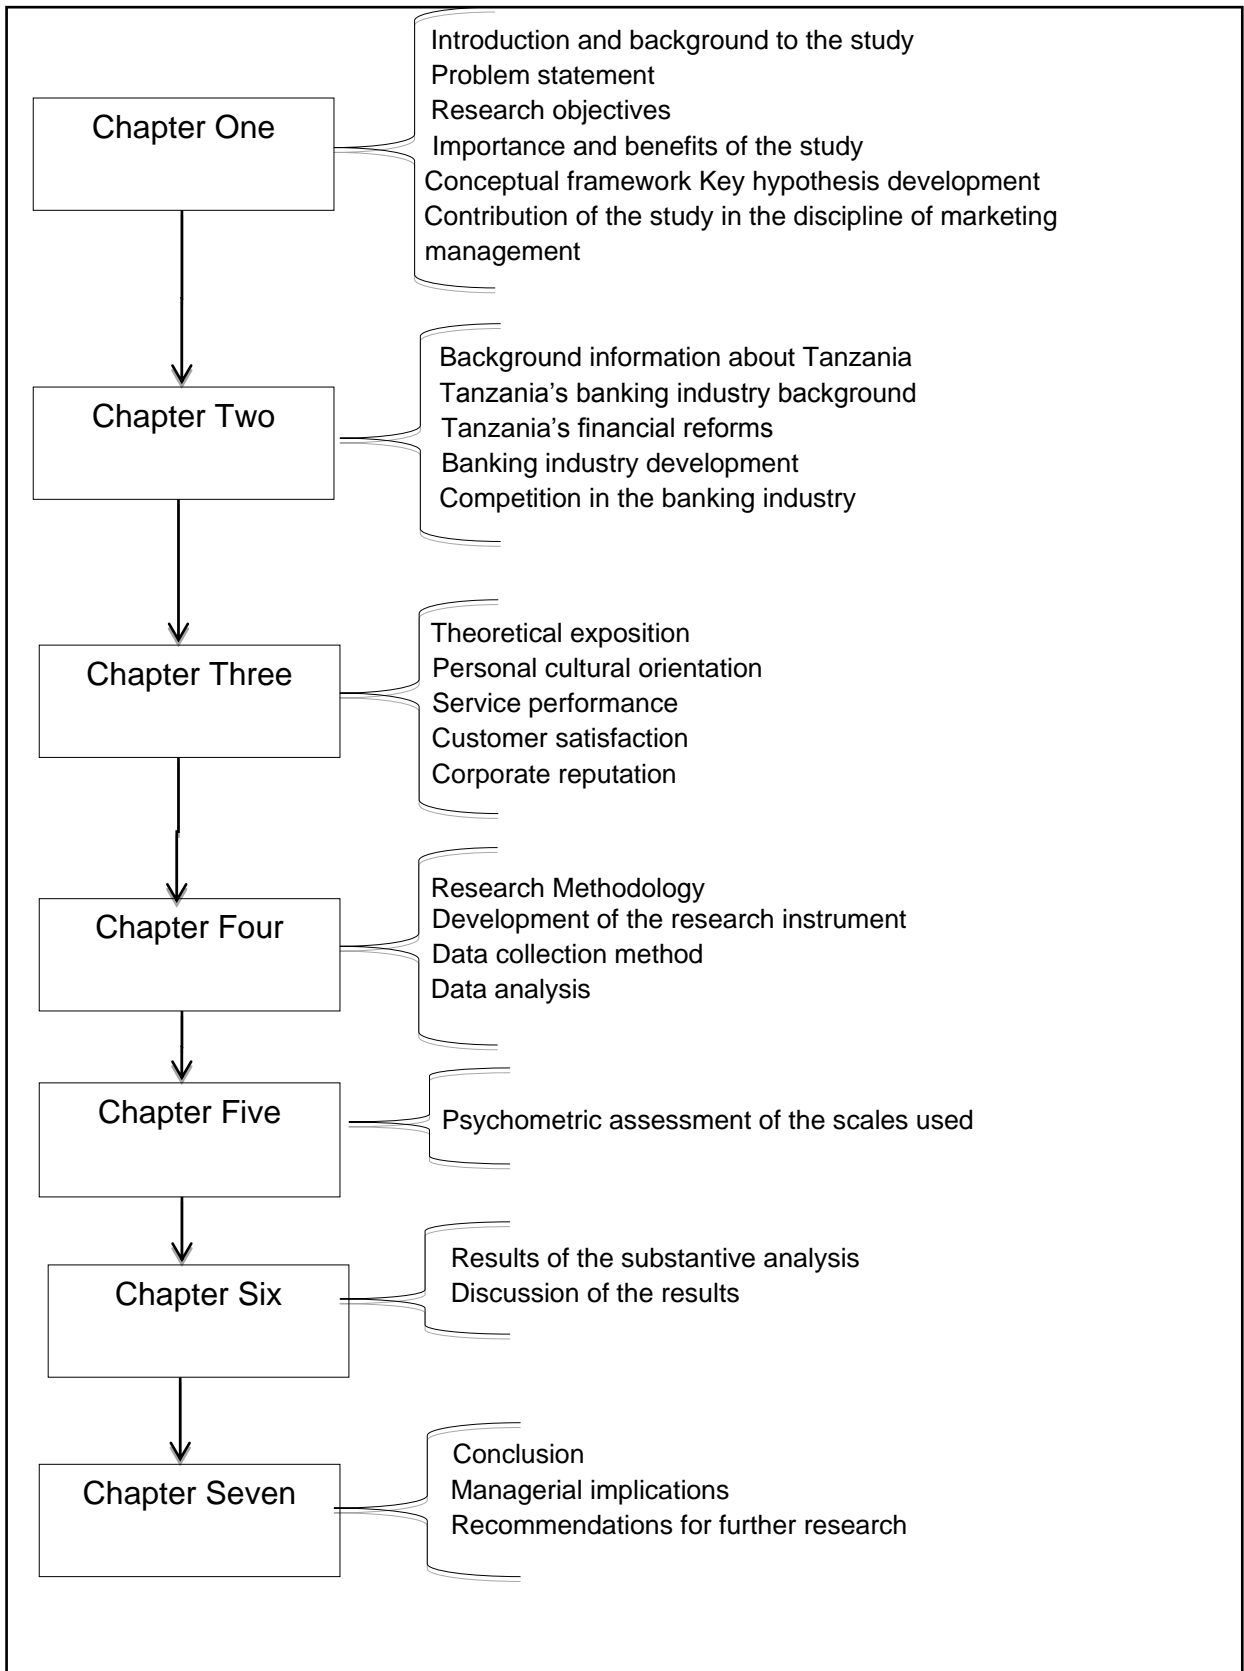 Chapter One
Introduction and background to the study
Problem statement
Research objectives
Importance and benefits of the study
Conceptual framework Key hypothesis development
Contribution of the study in the discipline of marketing
management
Chapter Two
Background information about Tanzania
Tanzania’s banking industry background
Tanzania’s financial reforms
Banking industry development
Competition in the banking industry
Chapter Three
Theoretical exposition
Personal cultural orientation
Service performance
Customer satisfaction
Corporate reputation
Chapter Four
Research Methodology
Development of the research instrument
Data collection method
Data analysis
Chapter Five
Psychometric assessment of the scales used
Chapter Six
Results of the substantive analysis
Discussion of the results
Chapter Seven
Conclusion
Managerial implications
Recommendations for further research